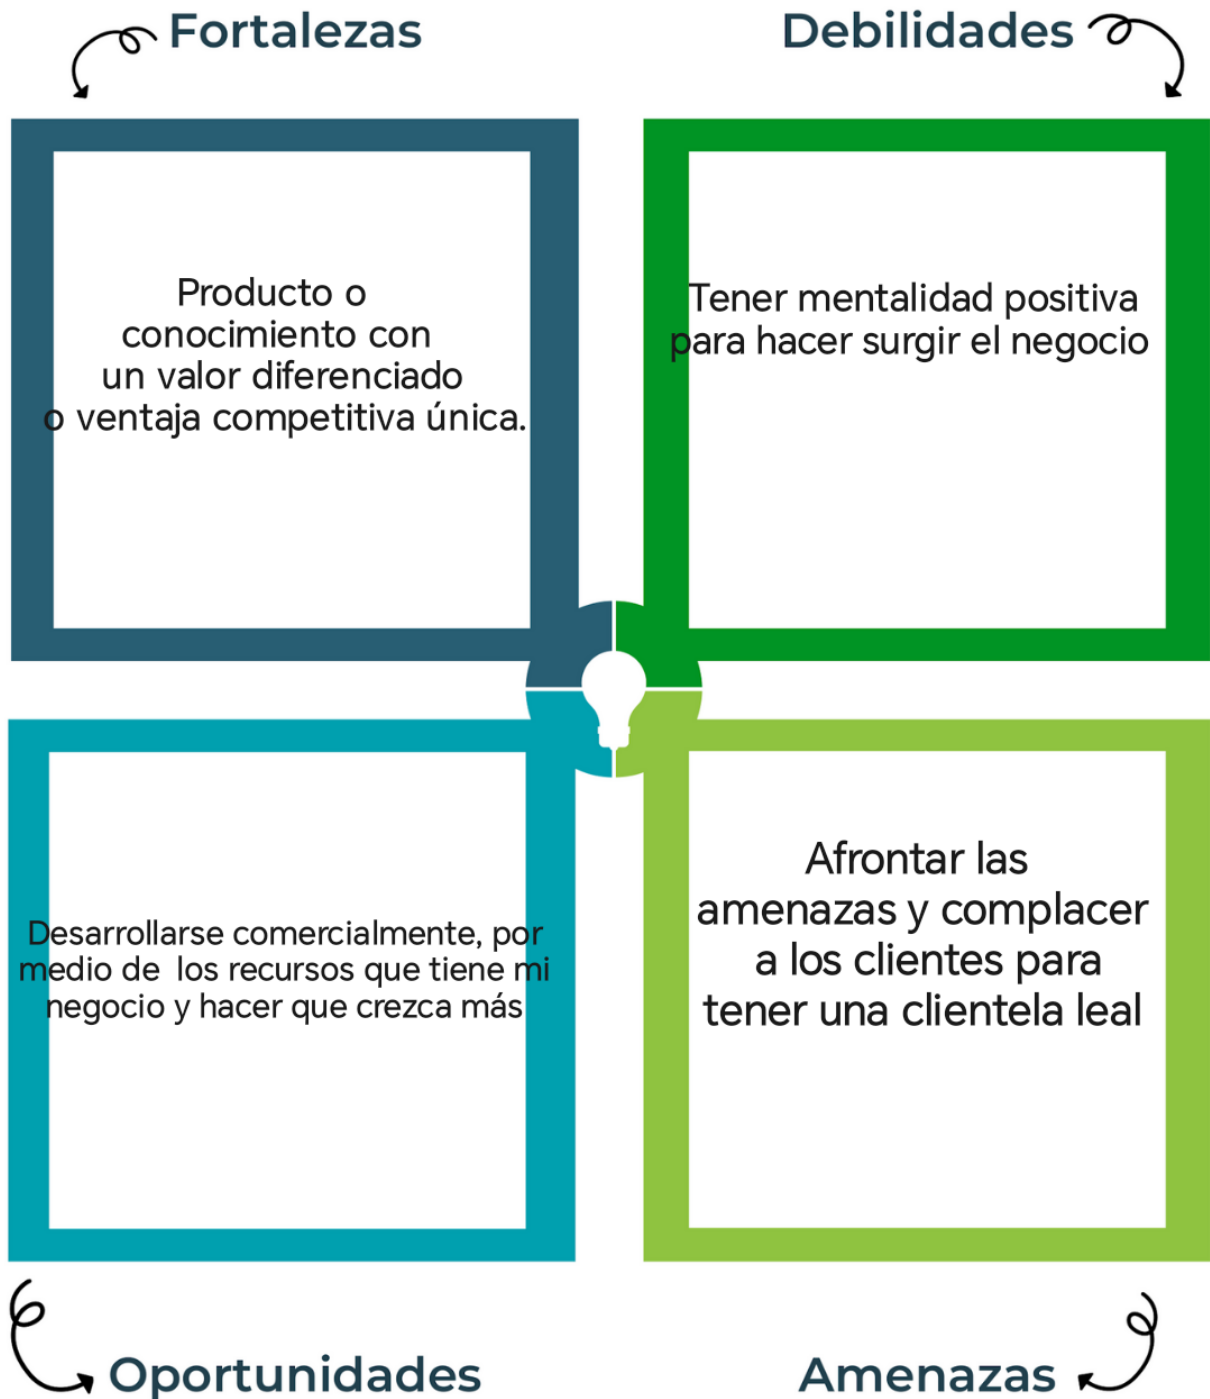 Fortalezas
Producto o
conocimiento con
un valor diferenciado
o ventaja competitiva única.
Debilidades
Tener mentalidad positiva
para hacer surgir el negocio
Desarrollarse comercialmente, por
medio de  los recursos que tiene mi
negocio y hacer que crezca más
Oportunidades
Afrontar las
amenazas y complacer
a los clientes para
tener una clientela leal
Amenazas